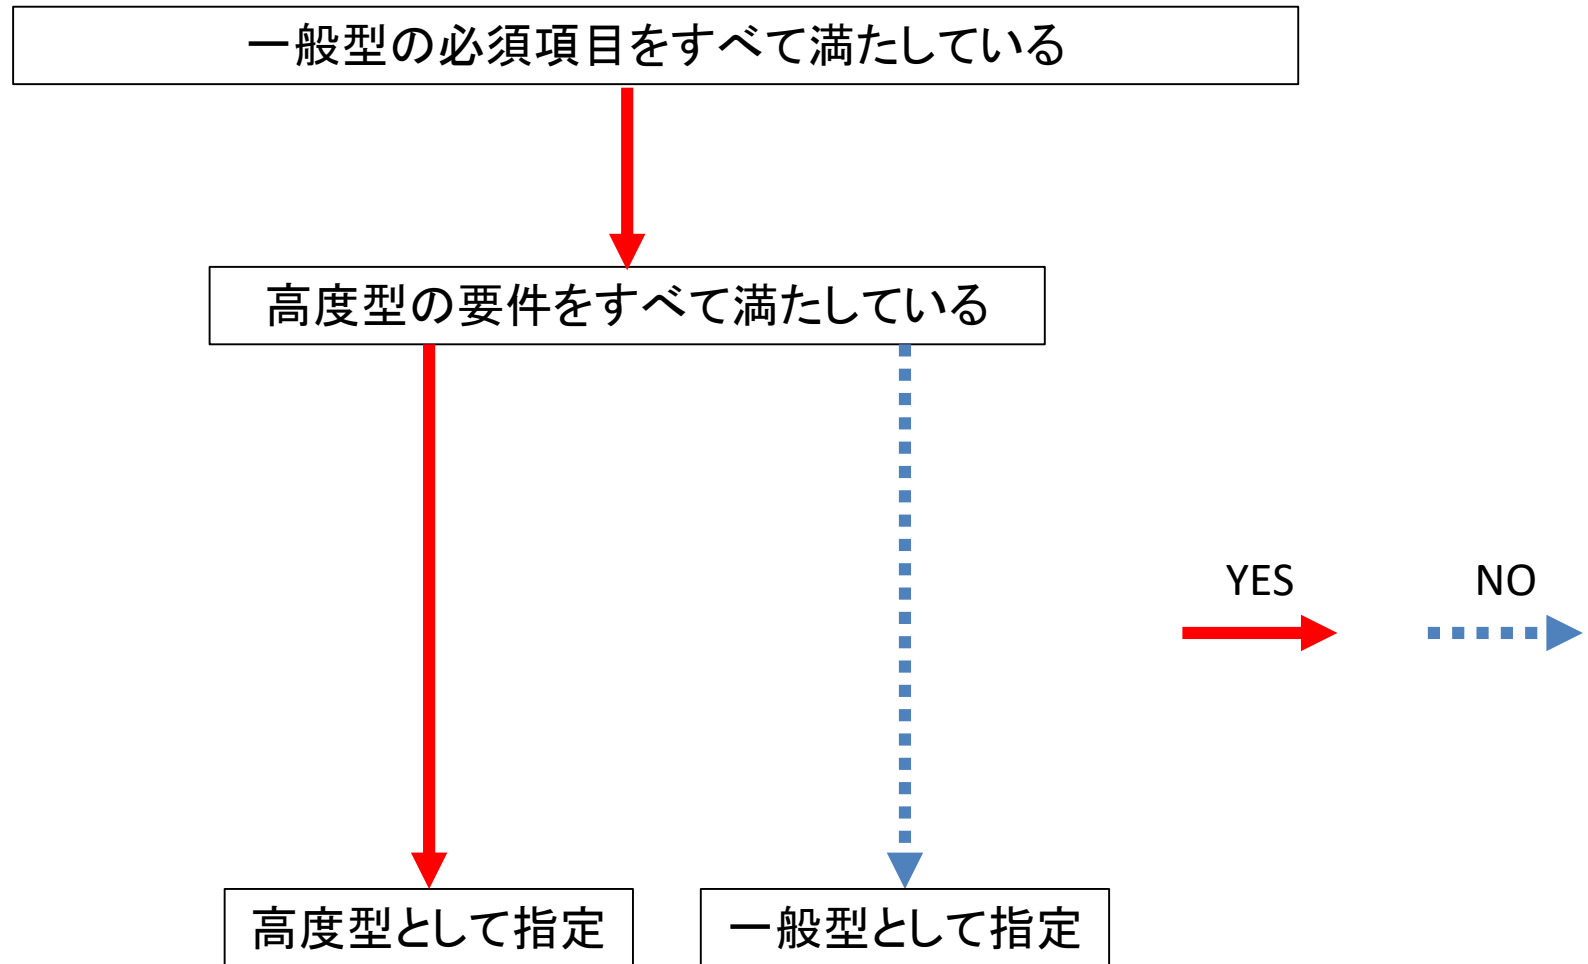 一般型の必須項目をすべて満たしている
高度型の要件をすべて満たしている
YES
NO
高度型として指定
一般型として指定